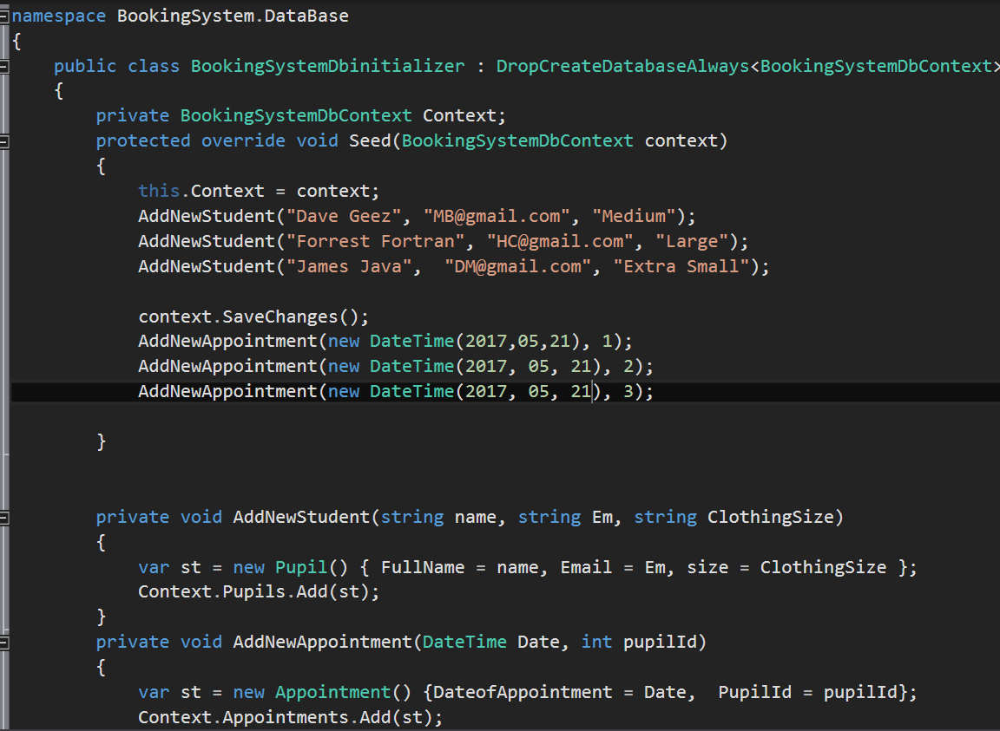 namespace BookingSystem.DataBase
{
    public class BookingSystemDbinitializer : DropCreateDatabaseAlways<BookingSystemDbContext>
    {
        private BookingSystemDbContext Context;
        protected override void Seed(BookingSystemDbContext context)
        {
            this.Context = context;
            AddNewStudent("Dave Geez", "MB@gmail.com", "Medium");
            AddNewStudent("Forrest Fortran", "HC@gmail.com", "Large");
            AddNewStudent("James Java",  "DM@gmail.com", "Extra Small");

            context.SaveChanges();
            AddNewAppointment(new DateTime(2017,05,21), 1);
            AddNewAppointment(new DateTime(2017, 05, 21), 2);
            AddNewAppointment(new DateTime(2017, 05, 21), 3);

        }


        private void AddNewStudent(string name, string Em, string ClothingSize)
        {
            var st = new Pupil() { FullName = name, Email = Em, size = ClothingSize };
            Context.Pupils.Add(st);
        }
        private void AddNewAppointment(DateTime Date, int pupilId)
        {
            var st = new Appointment() {DateofAppointment = Date,  PupilId = pupilId};
            Context.Appointments.Add(st);